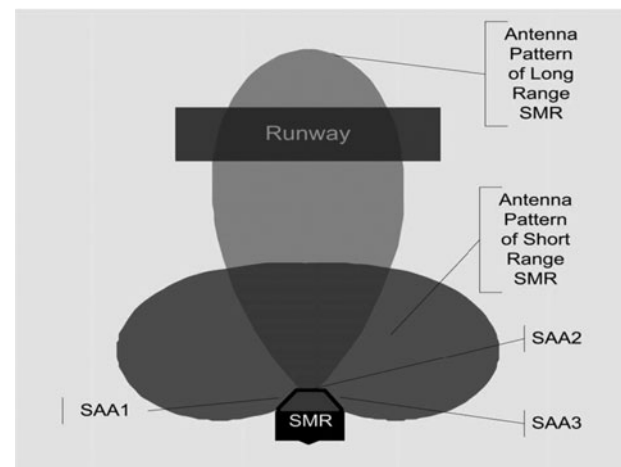 Antenna
Pattern
of Long
Range
SMR
Runway
Antenna
Pattern
of Short
Range
SMR
SAA2
SAA1
SMR
SAA3